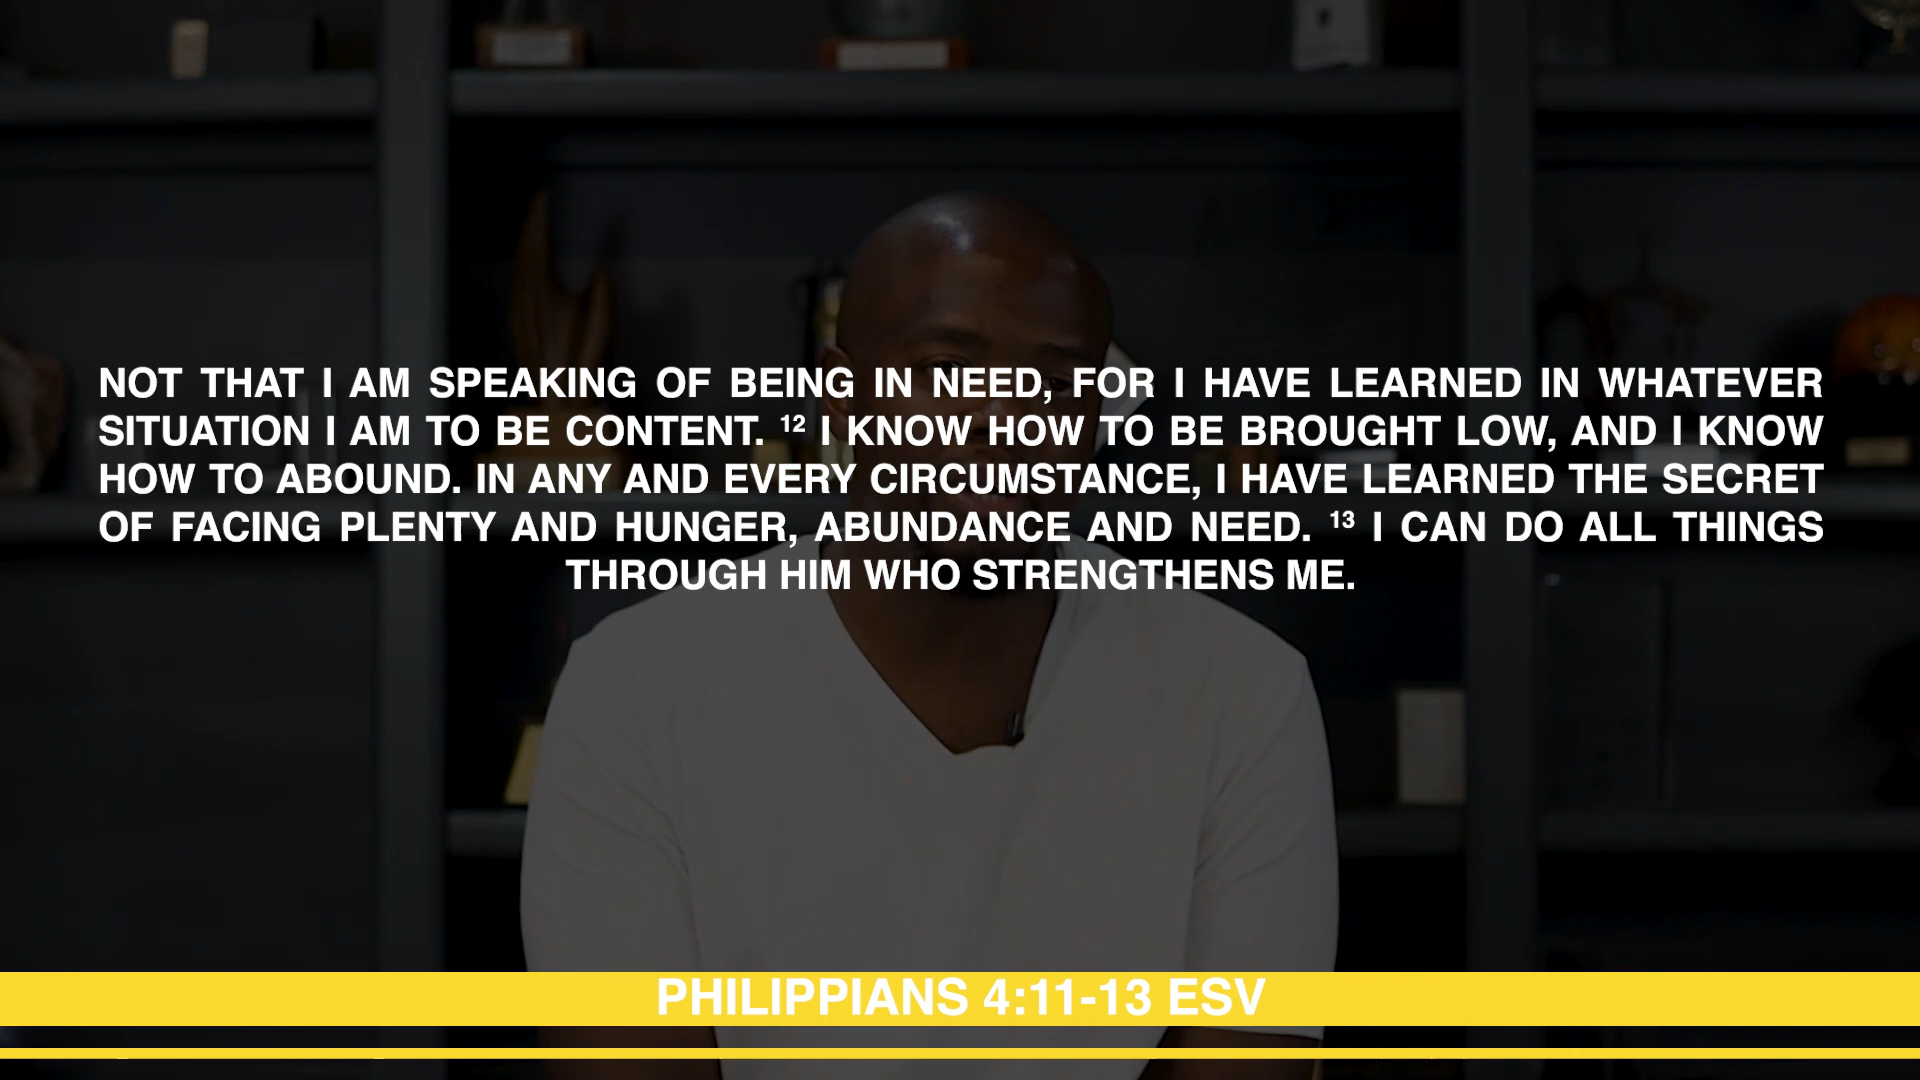 NOT THAT I AM SPEAKING OF BEING IN NEED, FOR I HAVE LEARNED IN WHATEVER
SITUATION I AM TO BE CONTENT. ¹² I KNOW HOW TO BE BROUGHT LOW, AND I KNOW
HOW TO ABOUND. IN ANY AND EVERY CIRCUMSTANCE, I HAVE LEARNED THE SECRET
OF FACING PLENTY AND HUNGER, ABUNDANCE AND NEED. ¹³ I CAN DO ALL THINGS
THROUGH HIM WHO STRENGTHENS ME.
PHILIPPIANS 4:11-13 ESV